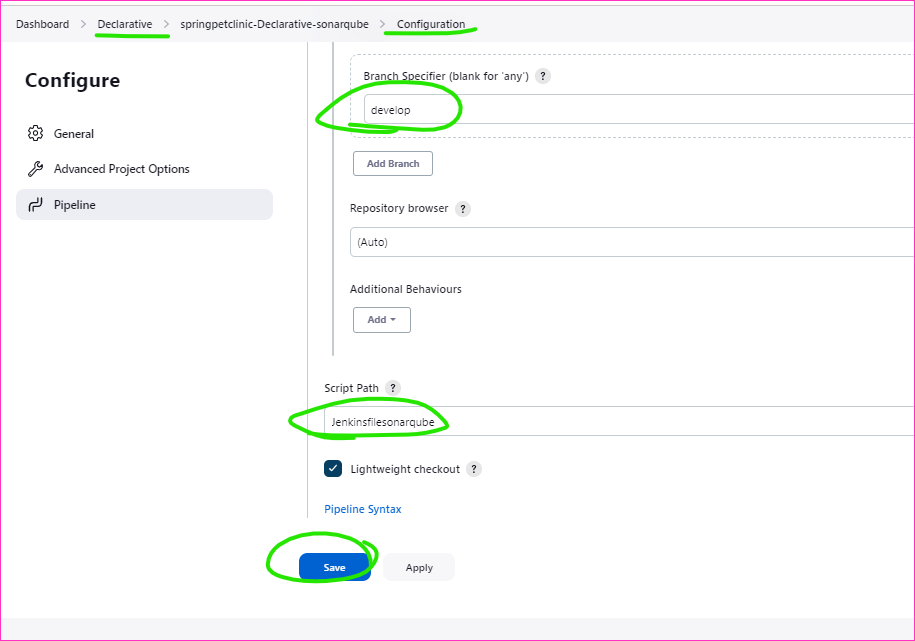 Dashboard > Declarative > springpetclinic-Declarative-sonarqube > Configuration
Configure
General
Advanced Project Options
Pipeline
Branch Specifier (blank for 'any') ?
develop
Add Branch
Repository browser ?
(Auto)
Additional Behaviours
Add
Script Path ?
Jenkinsfilesonarqube
Lightweight checkout ?
Pipeline Syntax
Save Apply